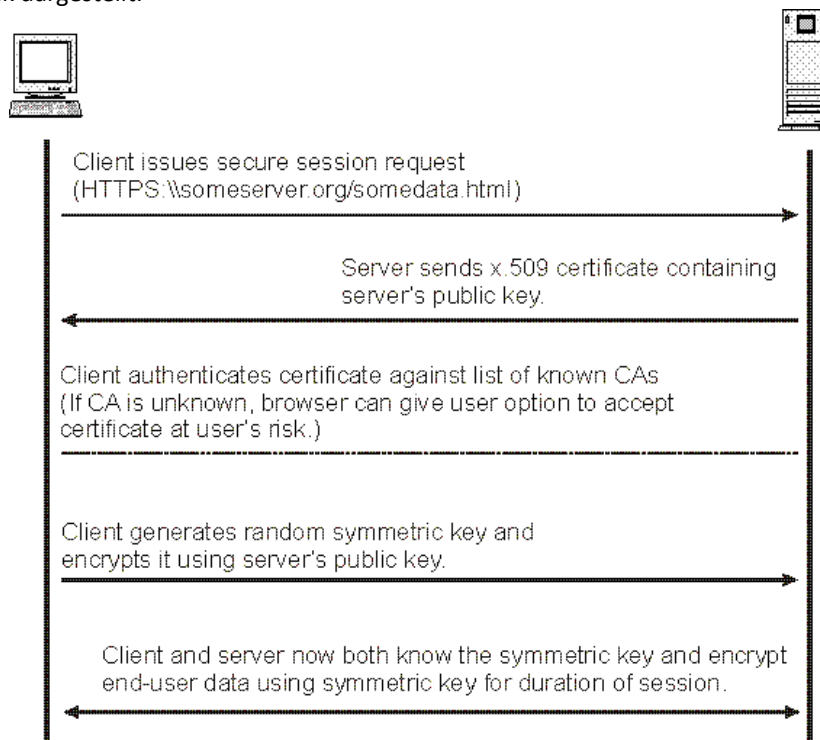 Client issues secure session request
(HTTPS:\\someserver.org/somedata.html)
Server sends x.509 certificate containing
server's public key.
Client authenticates certificate against list of known CAs
(If CA is unknown, browser can give user option to accept
certificate at user's risk.)
Client generates random symmetric key and
encrypts it using server's public key.
Client and server now both know the symmetric key and encrypt
end-user data using symmetric key for duration of session.